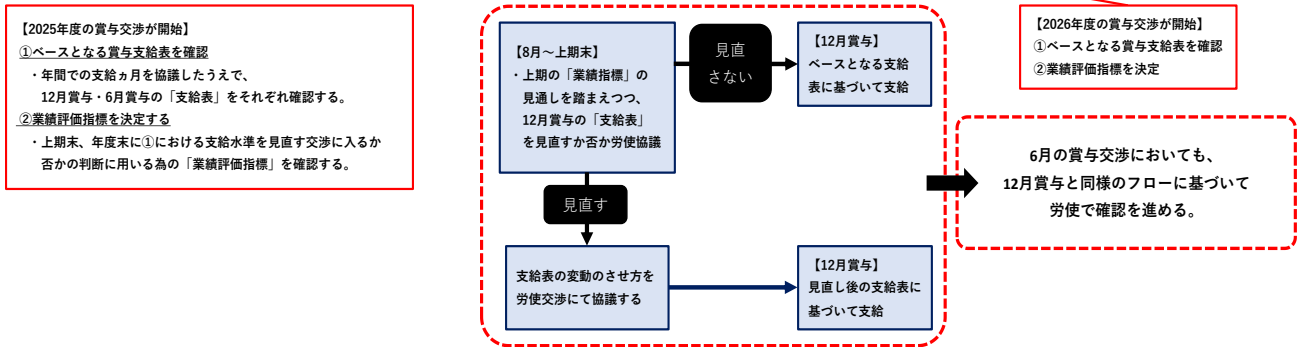 【2025年度の賞与交渉が開始】
①ベースとなる賞与支給表を確認
・年間での支給ヵ月を協議したうえで、
12月賞与・6月賞与の「支給表」をそれぞれ確認する。
②業績評価指標を決定する
・上期末、年度末に①における支給水準を見直す交渉に入るか
否かの判断に用いる為の「業績評価指標」を確認する。
【8月～上期末】
・上期の「業績指標」の
見通しを踏まえつつ、
12月賞与の「支給表」
を見直すか否か労使協議
見直
さない
【12月賞与】
ベースとなる支給
表に基づいて支給
見直す
支給表の変動のさせ方を
労使交渉にて協議する
【12月賞与】
見直し後の支給表に
基づいて支給
【2026年度の賞与交渉が開始】
①ベースとなる賞与支給表を確認
②業績評価指標を決定
6月の賞与交渉においても、
12月賞与と同様のフローに基づいて
労使で確認を進める。